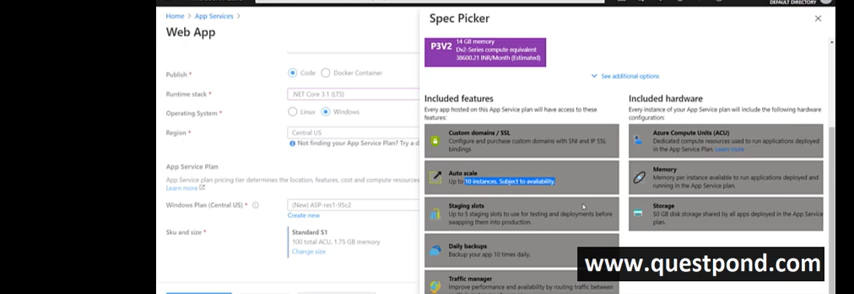 DEFAULT DIRECTORY
Home > App Services >
Web App
Publish *
Code
Docker Container
Runtime stack *
.NET Core 3.1 (LTS)
Operating System *
Linux
Windows
Region *
Central US
Not finding your App Service Plan? Try a d
App Service Plan
App Service plan pricing tier determines the location, features, cost and compute resources
Learn more
Windows Plan (Central US) *
(New) ASP-res1-95c2
Create new
Sku and size *
Standard S1
100 total ACU, 1.75 GB memory
Change size
Spec Picker
P3V2
14 GB memory
Dv2-Series compute equivalent
38600.21 INR/Month (Estimated)
See additional options
Included features
Every app hosted on this App Service plan will have access to these
features:
Custom domains / SSL
Configure and purchase custom domains with SNI and IP SSL
bindings
Auto scale
Up to 10 instances. Subject to availability.
Staging slots
Up to 5 staging slots to use for testing and deployments before
swapping them into production.
Daily backups
Backup your app 10 times daily.
Traffic manager
Improve performance and availability by routing traffic between
Included hardware
Every instance of your App Service plan will include the following hardware
configuration:
Azure Compute Units (ACU)
Dedicated compute resources used to run applications deployed
in the App Service Plan. Learn more
Memory
Memory per instance available to run applications deployed and
running in the App Service plan.
Storage
50 GB disk storage shared by all apps deployed in the App Service
plan.
www.questpond.com